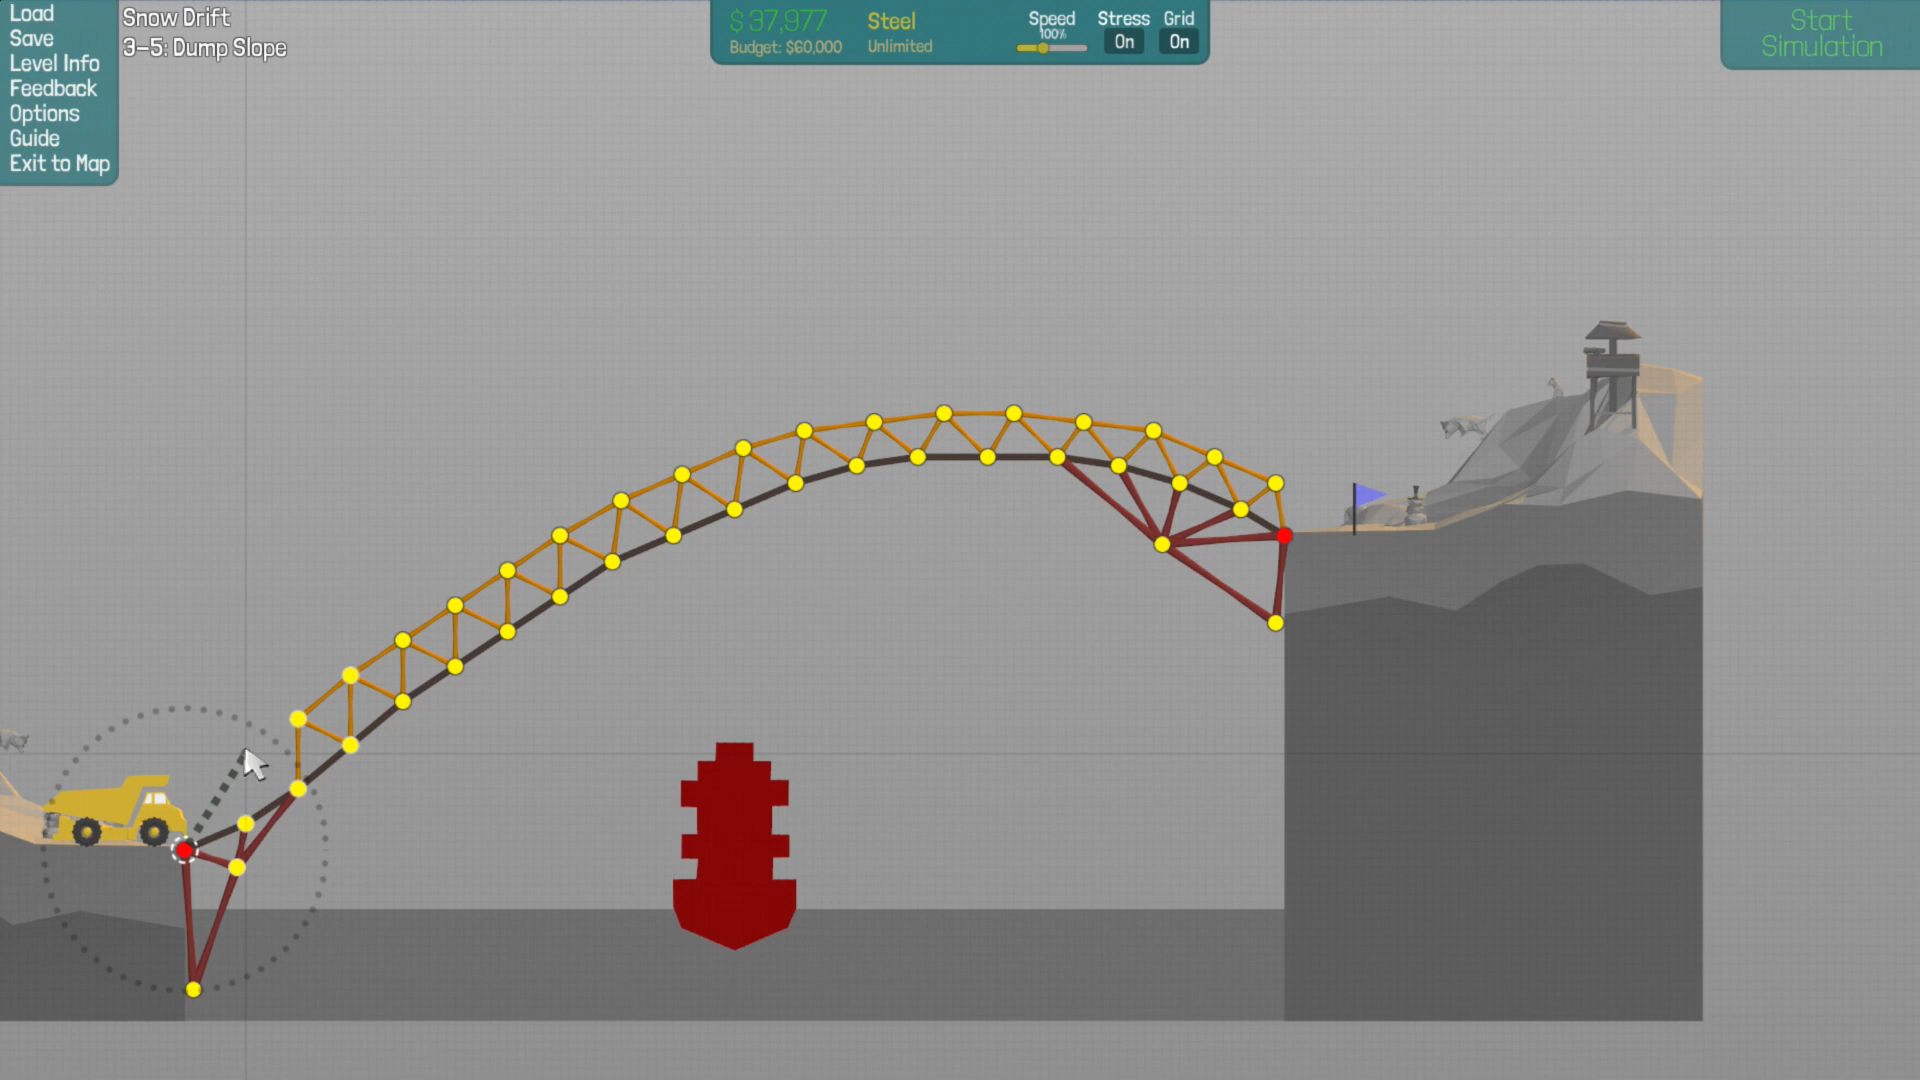 Load
Save
Level Info
Feedback
Options
Guide
Exit to Map
Snow Drift
3-5: Dump Slope
$ 37,977
Budget: $60,000
Steel
Unlimited
Speed
100%
Stress
On
Grid
On
Start
Simulation